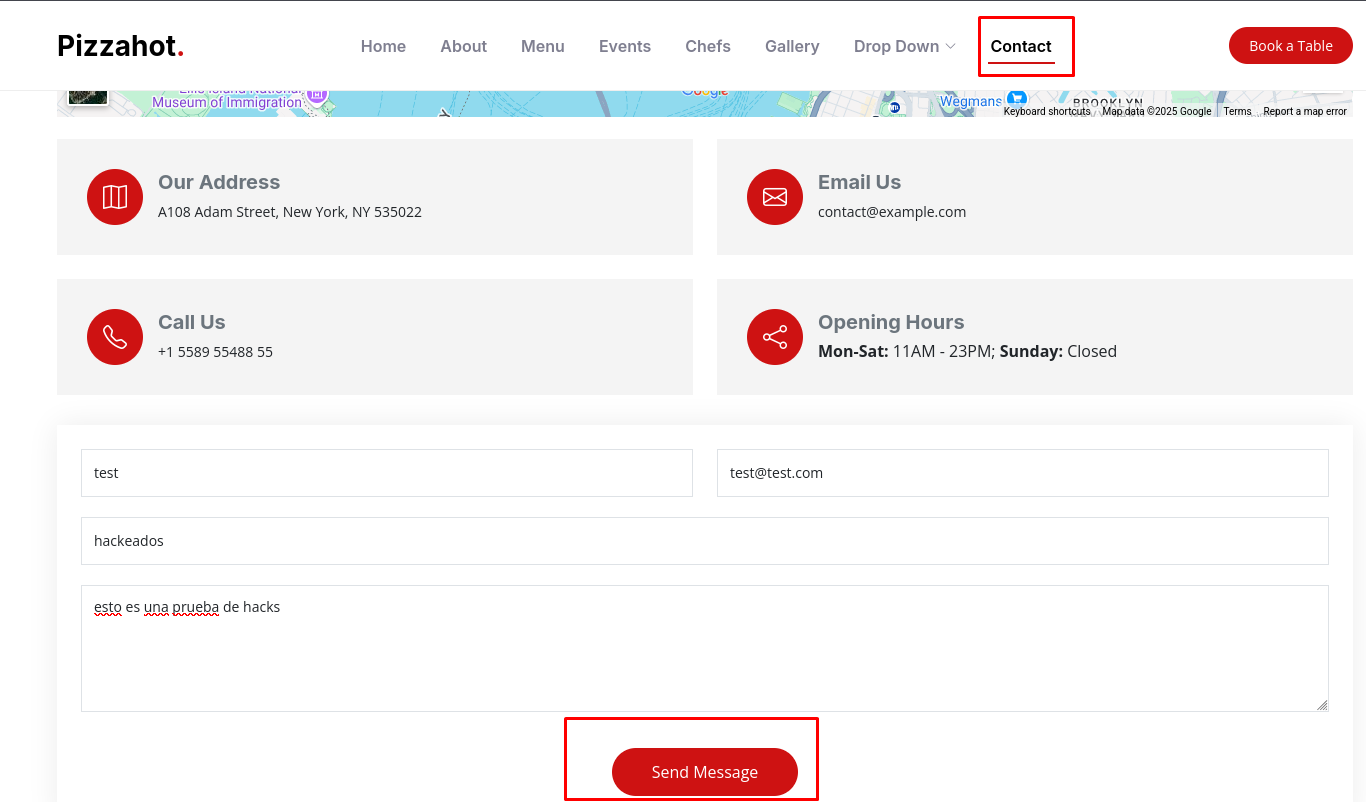 Pizzahot.
Home About Menu Events Chefs Gallery Drop Down Contact
Book a Table
Museum of Immigration
Google
Wegmans
BROOKLYN
Keyboard shortcuts Map data ©2025 Google Terms Report a map error
Our Address
A108 Adam Street, New York, NY 535022
Email Us
contact@example.com
Call Us
+1 5589 55488 55
Opening Hours
Mon-Sat: 11AM - 23PM; Sunday: Closed
test
test@test.com
hackeados
esto es una prueba de hacks
Send Message